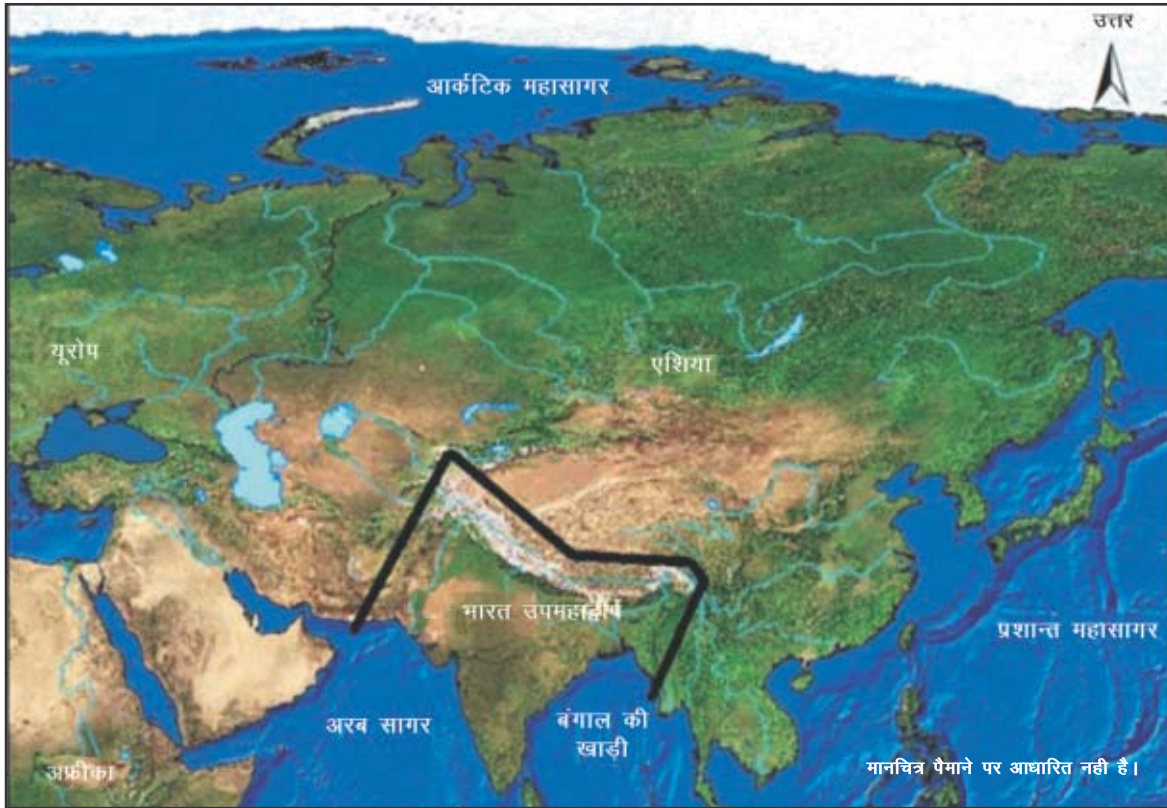 उत्तर
आर्कटिक महासागर
यूरोप
एशिया
भारत उपमहाद्वीप
प्रशान्त महासागर
अरब सागर
बंगाल की
खाड़ी
अफ्रीका
मानचित्र पैमाने पर आधारित नही है।